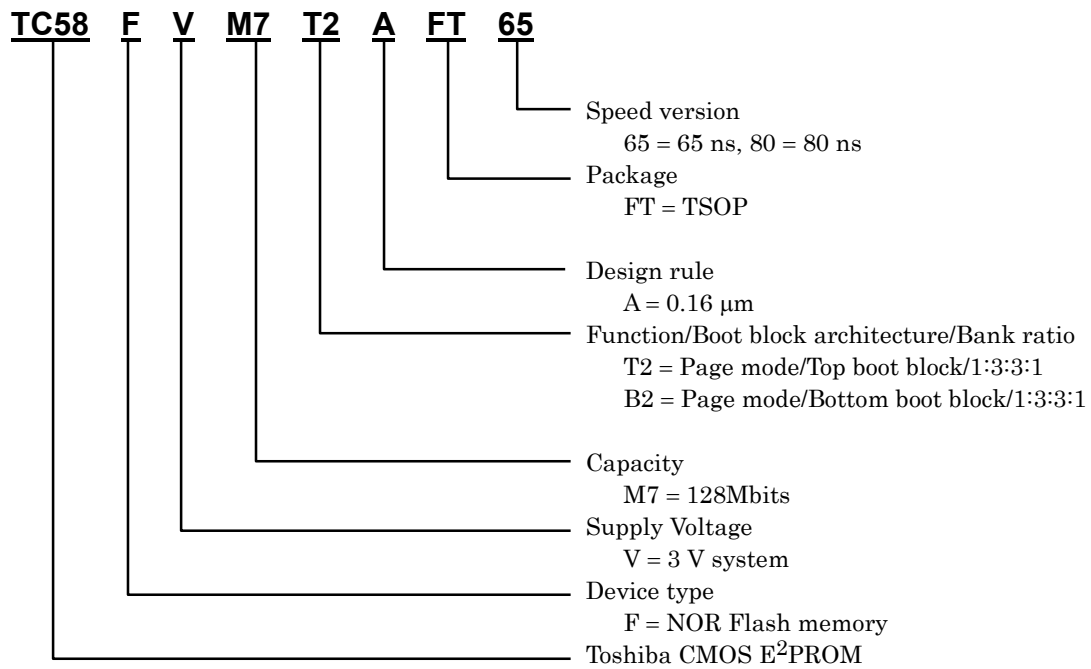 TC58 F V M7 T2 A FT 65
Speed version
65 = 65 ns, 80 = 80 ns
Package
FT = TSOP
Design rule
A = 0.16 μm
Function/Boot block architecture/Bank ratio
T2 = Page mode/Top boot block/1:3:3:1
B2 = Page mode/Bottom boot block/1:3:3:1
Capacity
M7 = 128Mbits
Supply Voltage
V = 3 V system
Device type
F = NOR Flash memory
Toshiba CMOS E²PROM